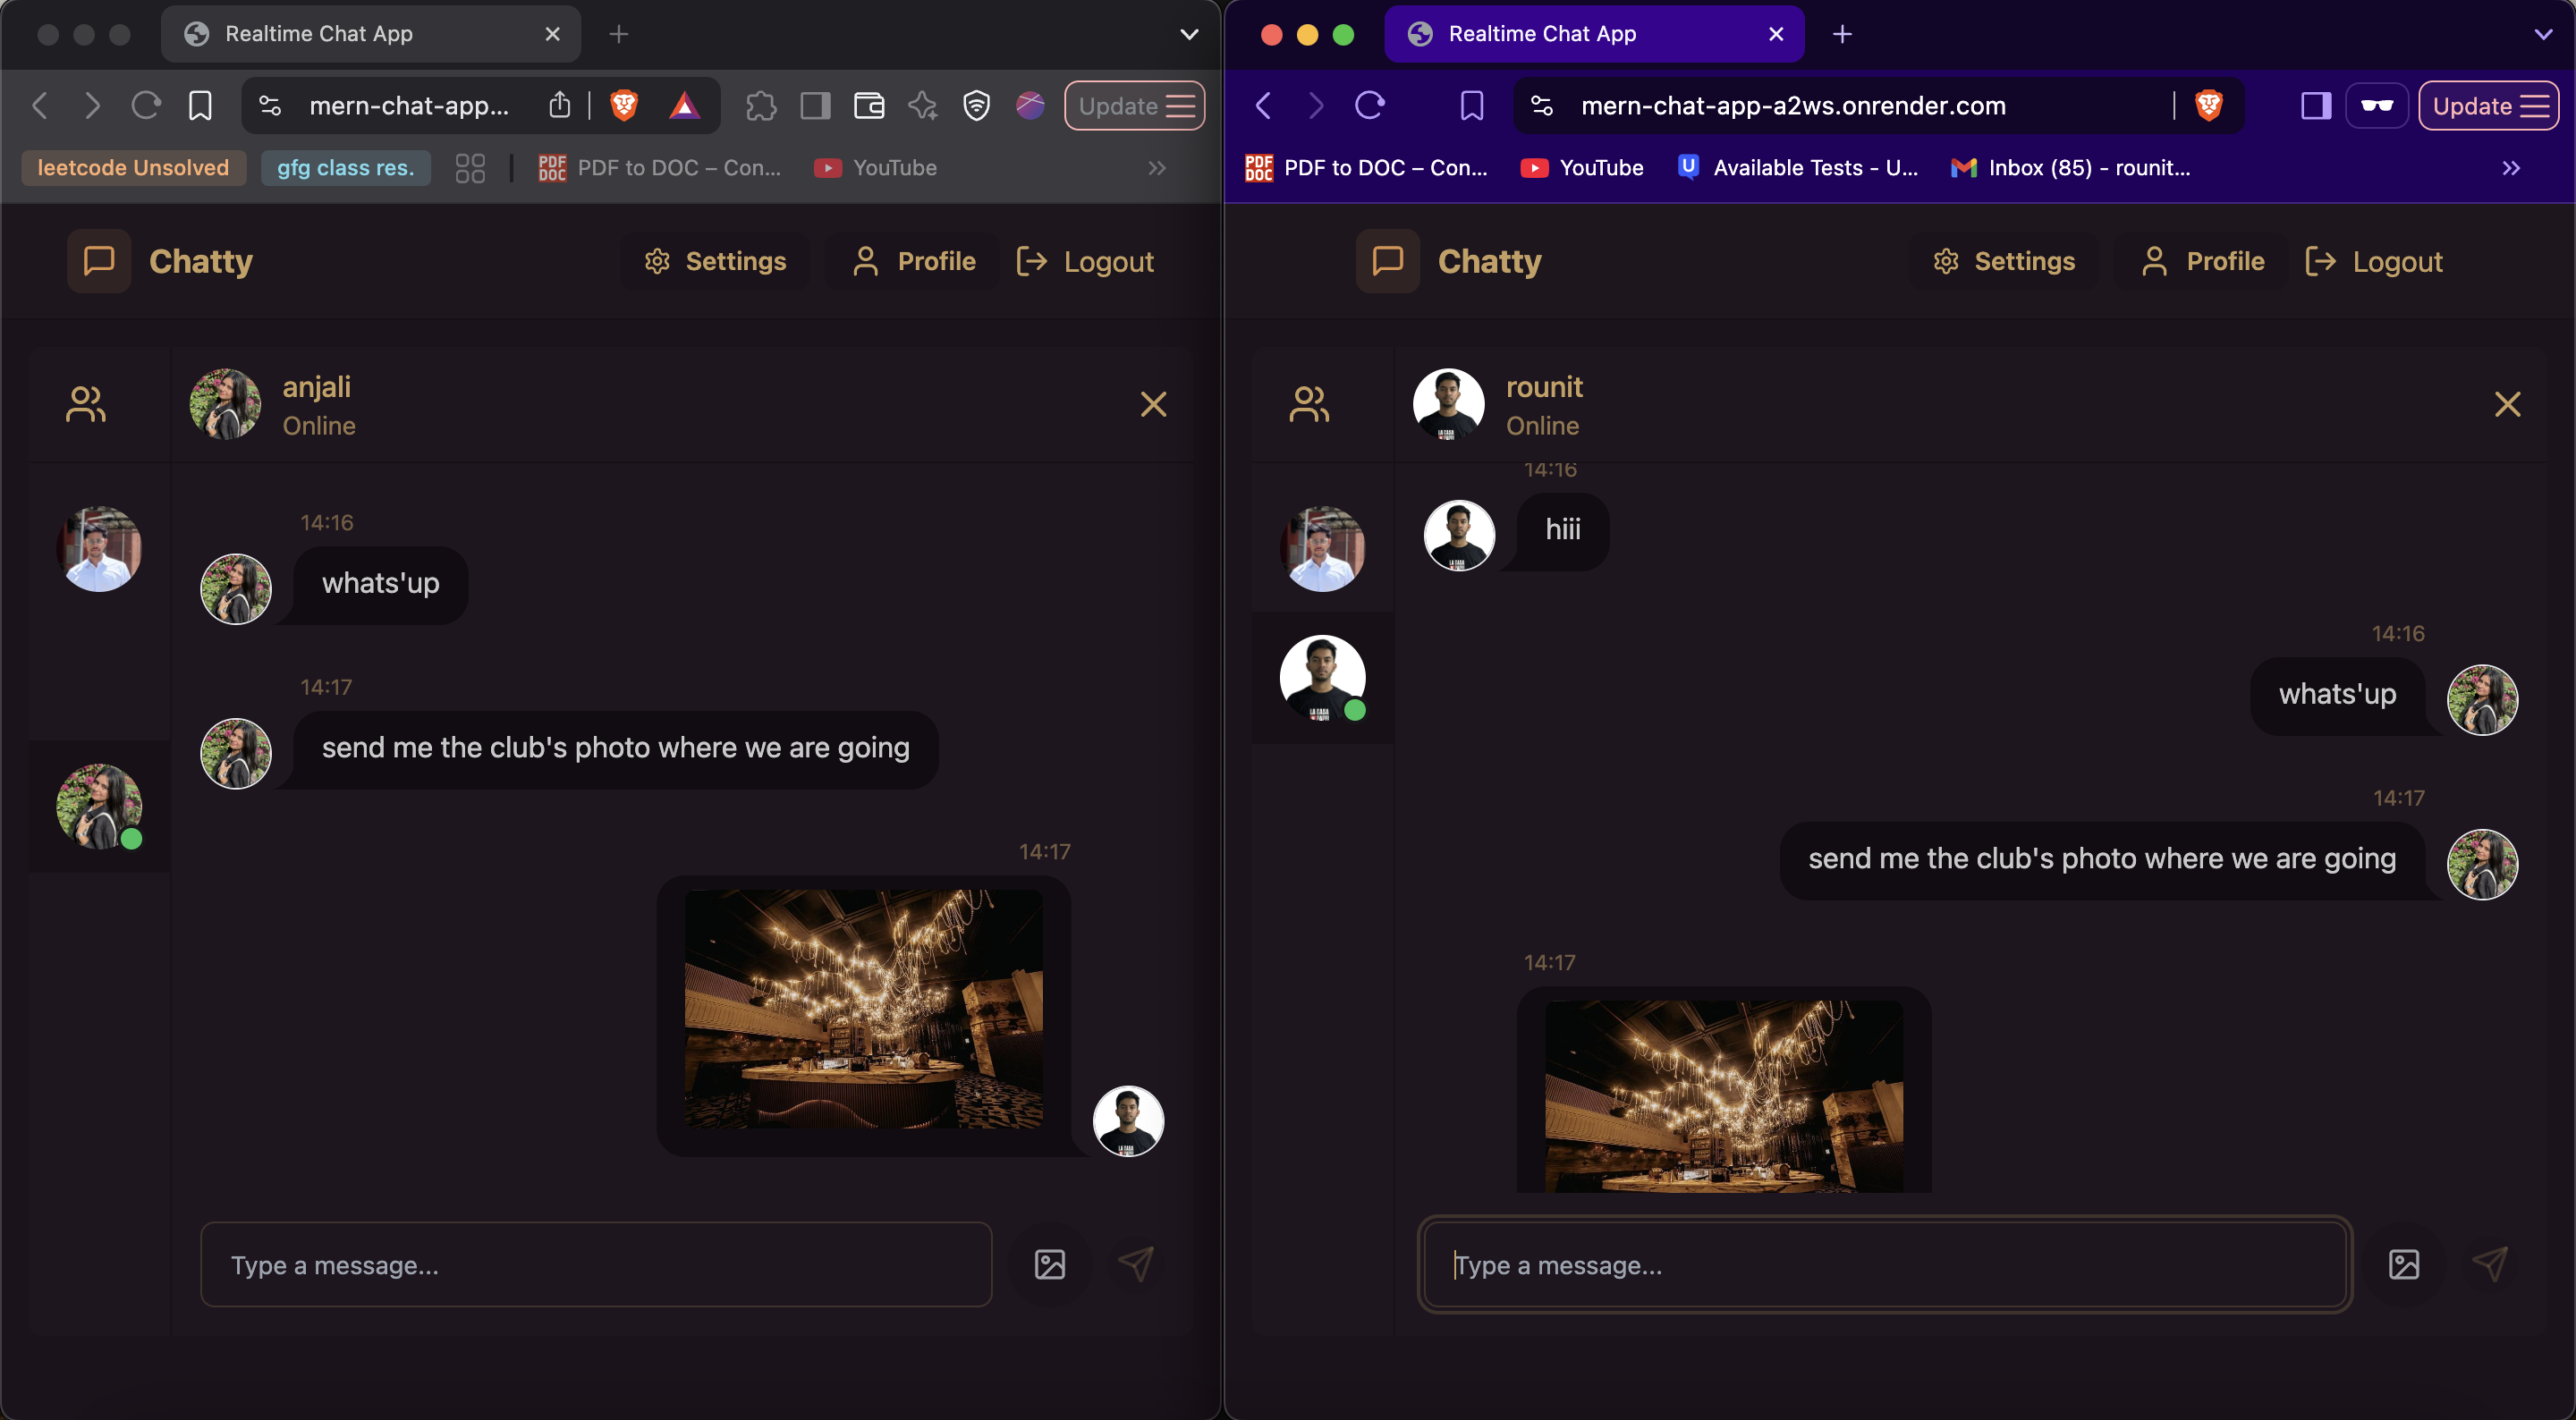 Realtime Chat App
mern-chat-app...
Update
leetcode Unsolved
gfg class res.
PDF DOC
PDF to DOC – Con...
YouTube
Chatty
Settings
Profile
Logout
anjali
Online
14:16
whats'up
14:17
send me the club's photo where we are going
14:17
Type a message...
Realtime Chat App
mern-chat-app-a2ws.onrender.com
Update
PDF DOC
PDF to DOC – Con...
YouTube
U
Available Tests - U...
Inbox (85) - rounit...
Chatty
Settings
Profile
Logout
rounit
Online
14:16
hiii
14:16
whats'up
14:17
send me the club's photo where we are going
14:17
Type a message...